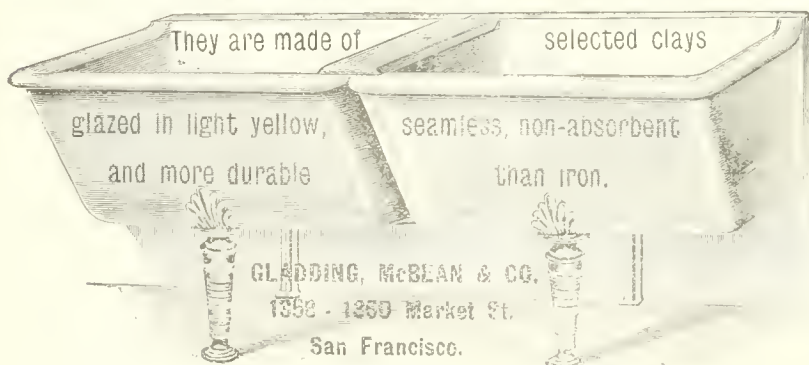 They are made of selected clays
glazed in light yellow, seamless, non-absorbent
and more durable than iron.
GLADDING, McBEAN & CO.
1358 - 1360 Market St.
San Francisco.